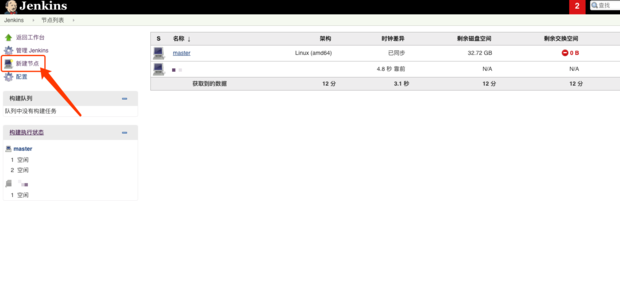 Jenkins
2
查找
Jenkins
节点列表
返回工作台
管理 Jenkins
新建节点
配置
构建队列
队列中没有构建任务
构建执行状态
master
1 空闲
2 空闲
1 空闲
S 名称 ↓ 架构 时钟差异 剩余磁盘空间 剩余交换空间
master Linux (amd64) 已同步 32.72 GB 0 B
4.8 秒 靠前 N/A N/A
获取到的数据 12 分 3.1 秒 12 分 12 分